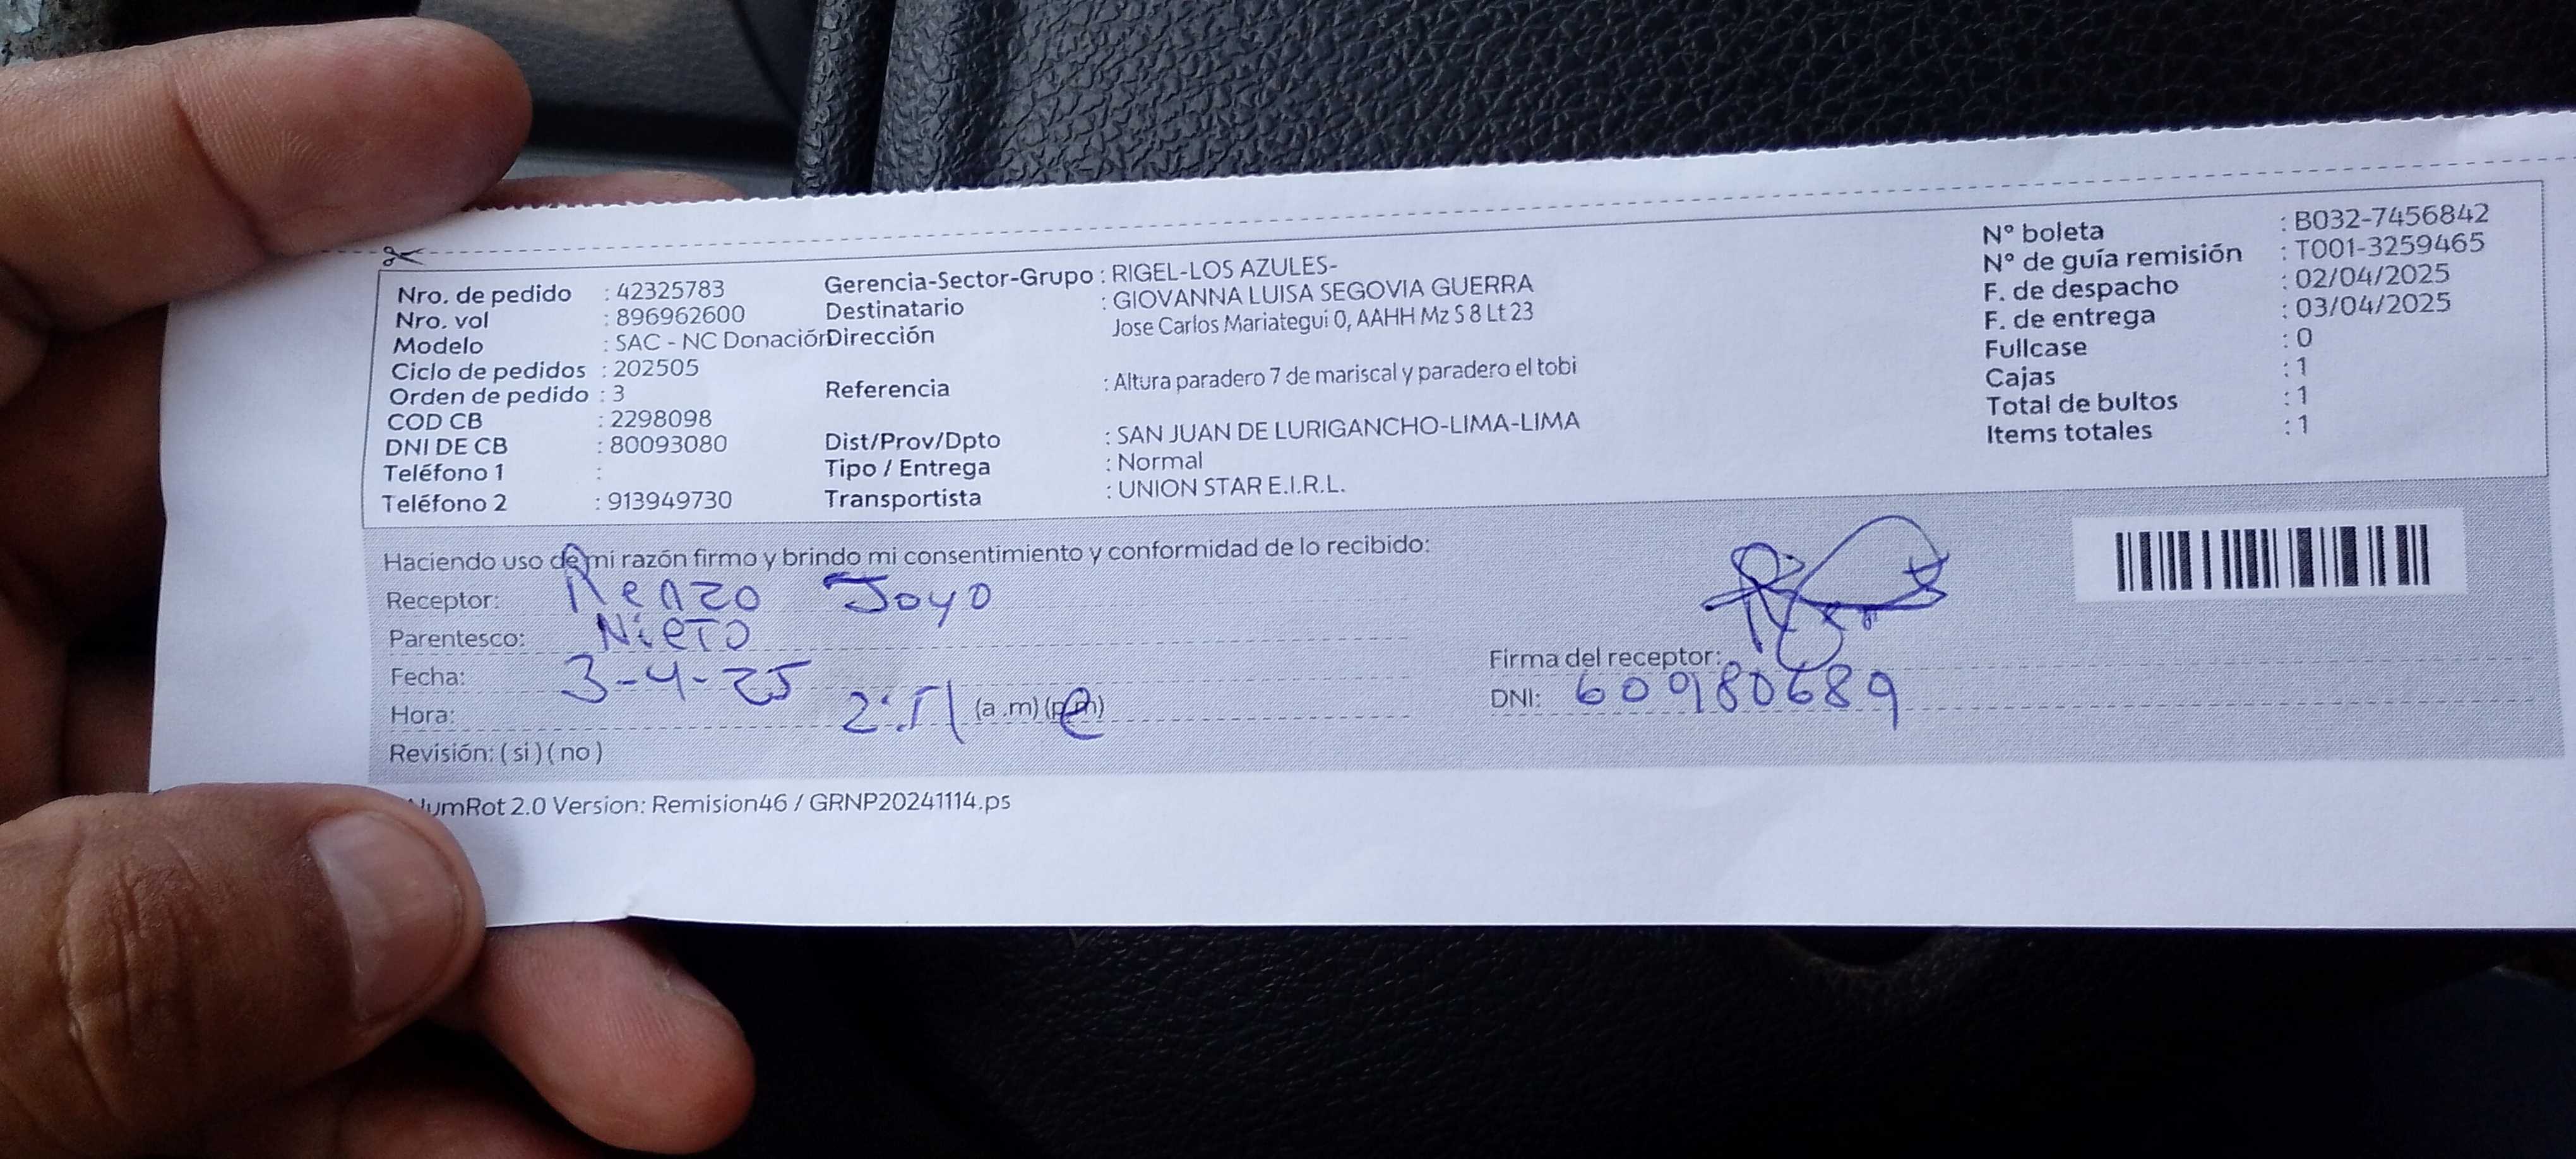 Nro. de pedido : 42325783
Nro. vol : 896962600
Modelo : SAC - NC Donación
Ciclo de pedidos : 202505
Orden de pedido : 3
COD CB : 2298098
DNI DE CB : 80093080
Teléfono 1 :
Teléfono 2 : 913949730
Gerencia-Sector-Grupo : RIGEL-LOS AZULES-
Destinatario : GIOVANNA LUISA SEGOVIA GUERRA
Dirección Jose Carlos Mariategui 0, AAHH Mz S 8 Lt 23
Referencia : Altura paradero 7 de mariscal y paradero el tobi
Dist/Prov/Dpto : SAN JUAN DE LURIGANCHO-LIMA-LIMA
Tipo / Entrega : Normal
Transportista : UNION STAR E.I.R.L.
Nº boleta : B032-7456842
Nº de guía remisión : T001-3259465
F. de despacho : 02/04/2025
F. de entrega : 03/04/2025
Fullcase : 0
Cajas : 1
Total de bultos : 1
Items totales : 1
Haciendo uso de mi razón firmo y brindo mi consentimiento y conformidad de lo recibido:
Receptor: Renzo Joyo
Parentesco: Nieto
Fecha: 3-4-25
Hora: (a .m) (p.m)
Revisión: ( si ) ( no )
Firma del receptor:
DNI:
NumRot 2.0 Version: Remision46 / GRNP20241114.ps